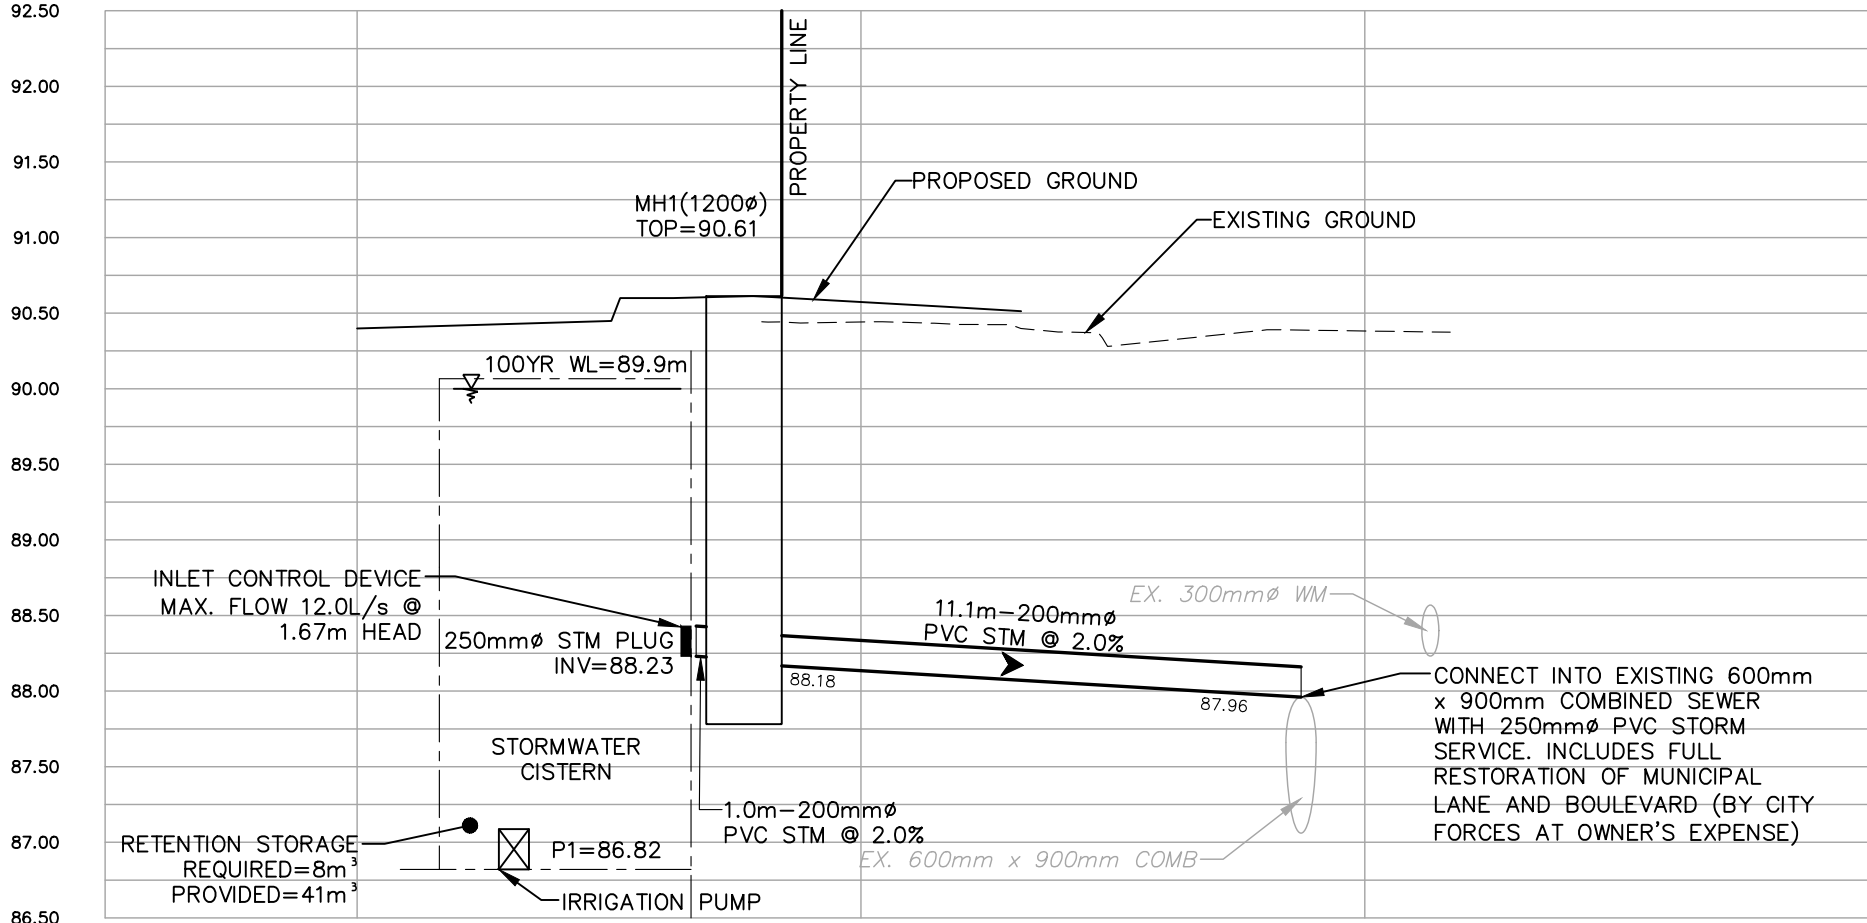 92.50
92.00
91.50
91.00
90.50
90.00
89.50
89.00
88.50
88.00
87.50
87.00
86.50
PROPERTY LINE
MH1(1200ø)
TOP=90.61
PROPOSED GROUND
EXISTING GROUND
100YR WL=89.9m
INLET CONTROL DEVICE
MAX. FLOW 12.0L/s @
1.67m HEAD
250mmø STM PLUG
INV=88.23
11.1m-200mmø
PVC STM @ 2.0%
88.18
87.96
EX. 300mmø WM
CONNECT INTO EXISTING 600mm
x 900mm COMBINED SEWER
WITH 250mmø PVC STORM
SERVICE. INCLUDES FULL
RESTORATION OF MUNICIPAL
LANE AND BOULEVARD (BY CITY
FORCES AT OWNER'S EXPENSE)
STORMWATER
CISTERN
1.0m-200mmø
PVC STM @ 2.0%
EX. 600mm x 900mm COMB
RETENTION STORAGE
REQUIRED=8m³
PROVIDED=41m³
P1=86.82
IRRIGATION PUMP